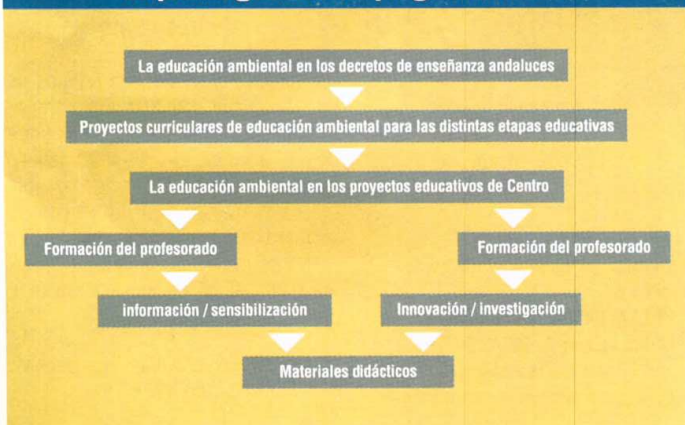 La educación ambiental en los decretos de enseñanza andaluces
Proyectos curriculares de educación ambiental para las distintas etapas educativas
La educación ambiental en los proyectos educativos de Centro
Formación del profesorado
Formación del profesorado
información / sensibilización
Innovación / investigación
Materiales didácticos